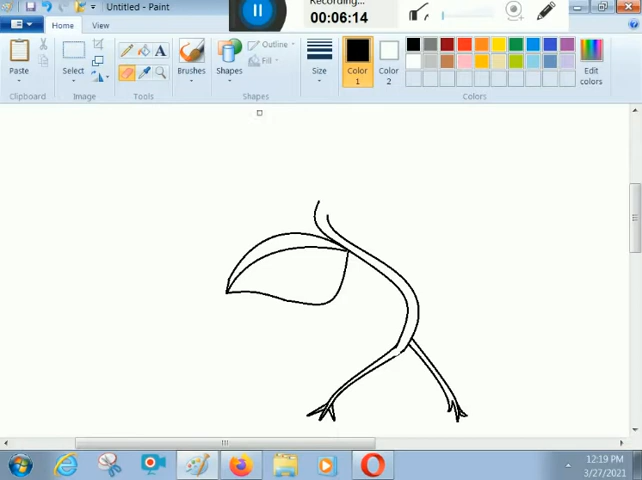 Untitled - Paint
Recording...
00:06:14
Home
View
Paste
Select
Brushes
Shapes
Outline
Fill
Size
Color
1
Color
2
Edit
colors
Clipboard
Image
Tools
Shapes
Colors
12:19 PM
3/27/2021